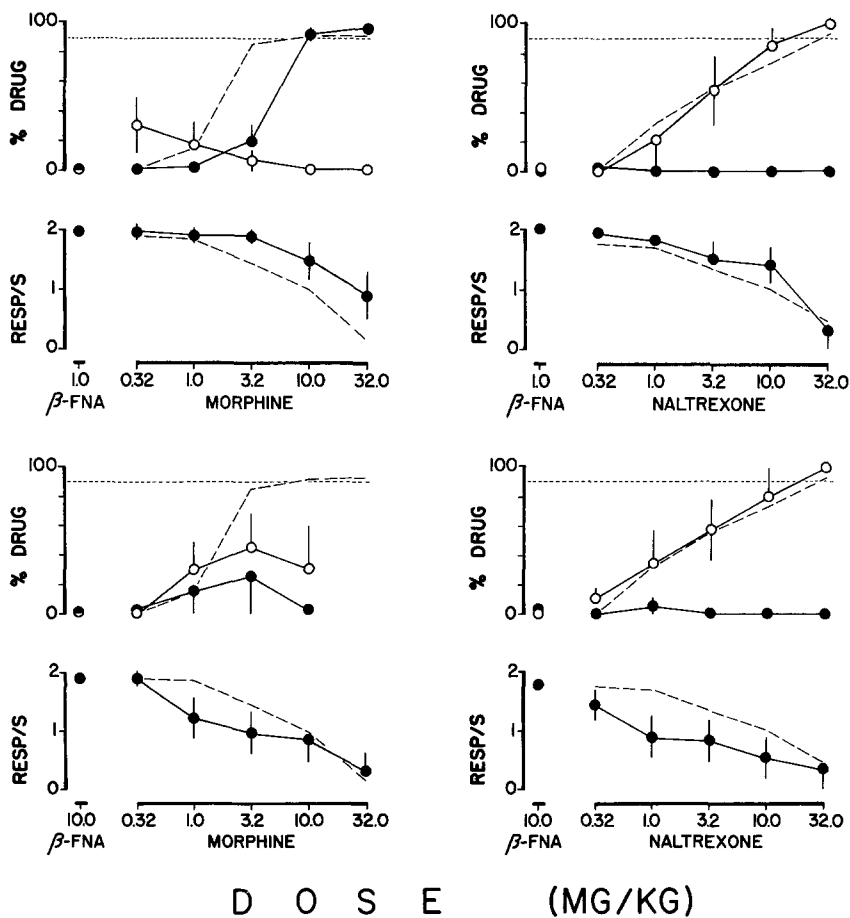 100
% DRUG
0
2
1
0
RESP/S
1.0
β-FNA
0.32 1.0 3.2 10.0 32.0
MORPHINE
100
% DRUG
0
2
1
0
RESP/S
1.0
β-FNA
0.32 1.0 3.2 10.0 32.0
NALTREXONE
100
% DRUG
0
2
1
0
RESP/S
10.0
β-FNA
0.32 1.0 3.2 10.0 32.0
MORPHINE
100
% DRUG
0
2
1
0
RESP/S
10.0
β-FNA
0.32 1.0 3.2 10.0 32.0
NALTREXONE
D O S E (MG/KG)